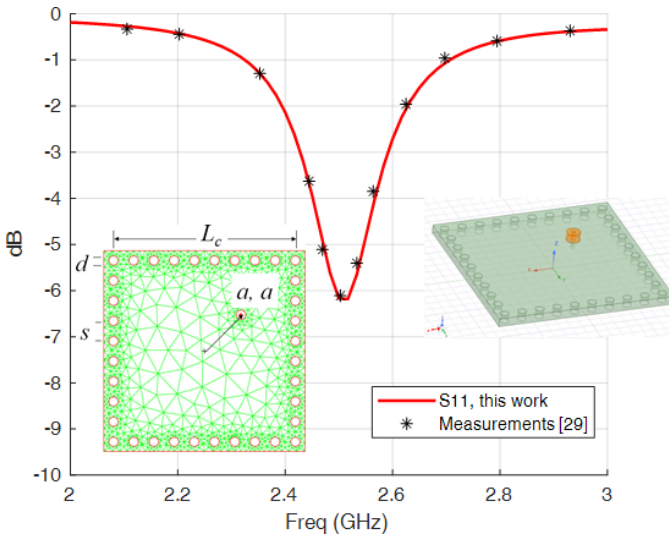 0
-1
-2
-3
-4
-5
-6
-7
-8
-9
-10
dB
2
2.2
2.4
2.6
2.8
3
Freq (GHz)
L_c
d
s
a, a
S11, this work
Measurements [29]